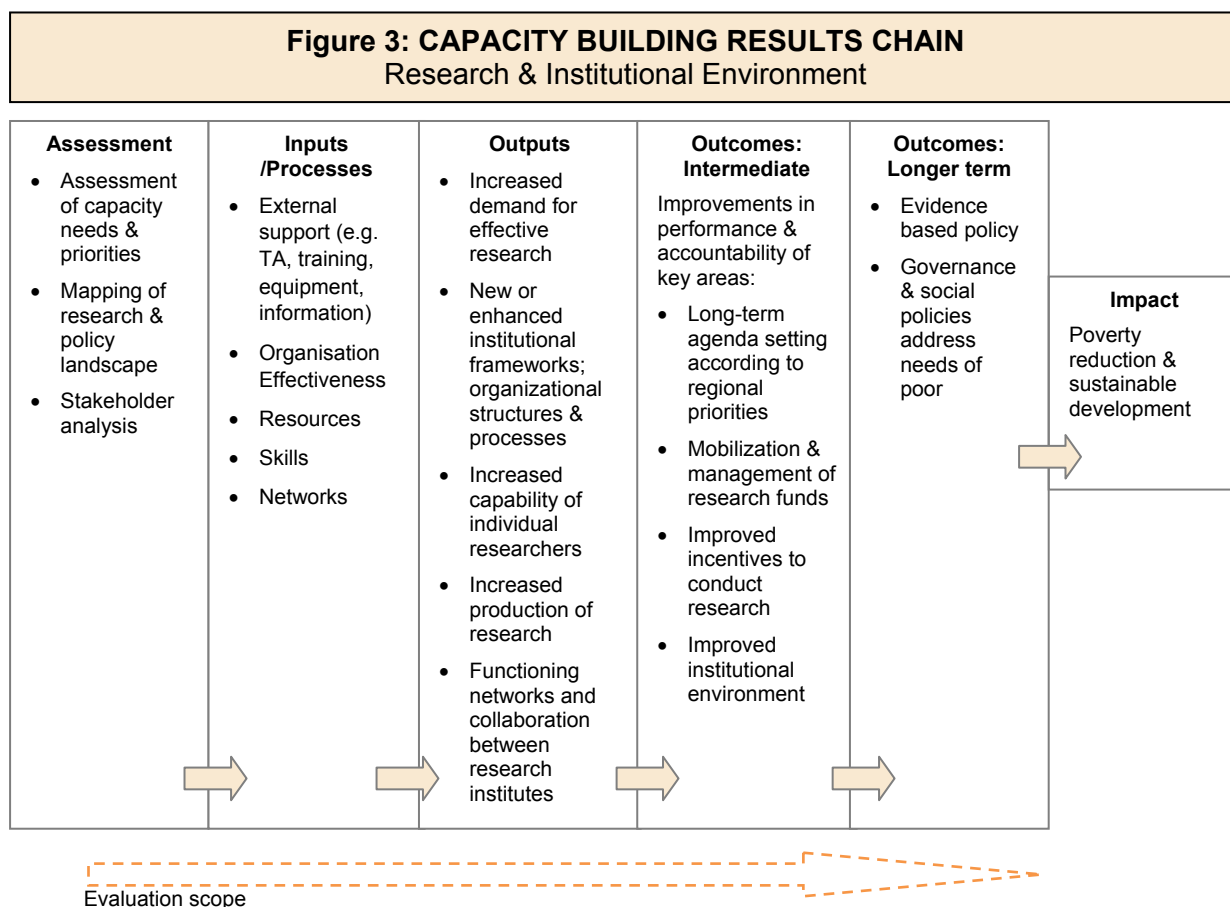 Figure 3: CAPACITY BUILDING RESULTS CHAIN
Research & Institutional Environment
Assessment
• Assessment
of capacity
needs &
priorities
• Mapping of
research &
policy
landscape
• Stakeholder
analysis
Inputs
/Processes
• External
support (e.g.
TA, training,
equipment,
information)
• Organisation
Effectiveness
• Resources
• Skills
• Networks
Outputs
• Increased
demand for
effective
research
• New or
enhanced
institutional
frameworks;
organizational
structures &
processes
• Increased
capability of
individual
researchers
• Increased
production of
research
• Functioning
networks and
collaboration
between
research
institutes
Outcomes:
Intermediate
Improvements in
performance &
accountability of
key areas:
• Long-term
agenda setting
according to
regional
priorities
• Mobilization &
management of
research funds
• Improved
incentives to
conduct
research
• Improved
institutional
environment
Outcomes:
Longer term
• Evidence
based policy
• Governance
& social
policies
address
needs of
poor
Impact
Poverty
reduction &
sustainable
development
Evaluation scope